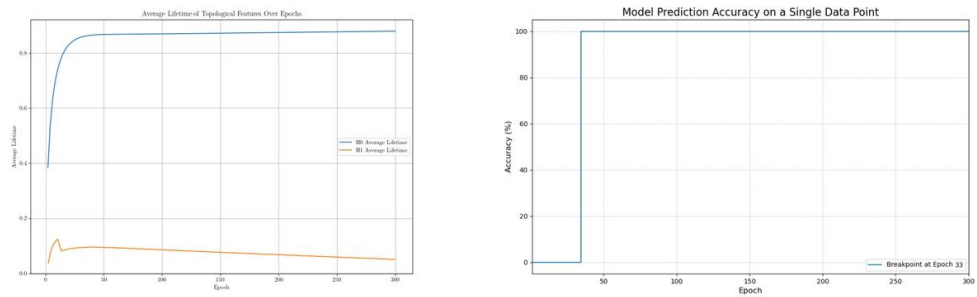 Average Lifetime of Topological Features Over Epochs
Average Lifetime
0.8
0.6
0.4
0.2
0.0
H0 Average Lifetime
H1 Average Lifetime
0 50 100 150 200 250 300
Epoch
Model Prediction Accuracy on a Single Data Point
Accuracy (%)
100
80
60
40
20
0
Breakpoint at Epoch 33
50 100 150 200 250 300
Epoch